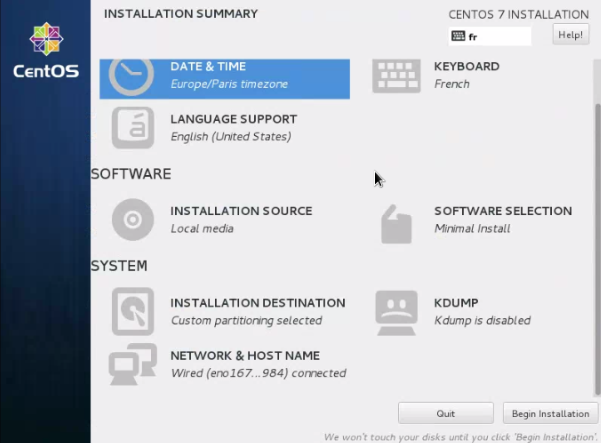 INSTALLATION SUMMARY
CENTOS 7 INSTALLATION
fr
Help!
CentOS
DATE & TIME
Europe/Paris timezone
KEYBOARD
French
LANGUAGE SUPPORT
English (United States)
SOFTWARE
INSTALLATION SOURCE
Local media
SOFTWARE SELECTION
Minimal Install
SYSTEM
INSTALLATION DESTINATION
Custom partitioning selected
KDUMP
Kdump is disabled
NETWORK & HOST NAME
Wired (eno167...984) connected
Quit
Begin Installation
We won't touch your disks until you click 'Begin Installation'.